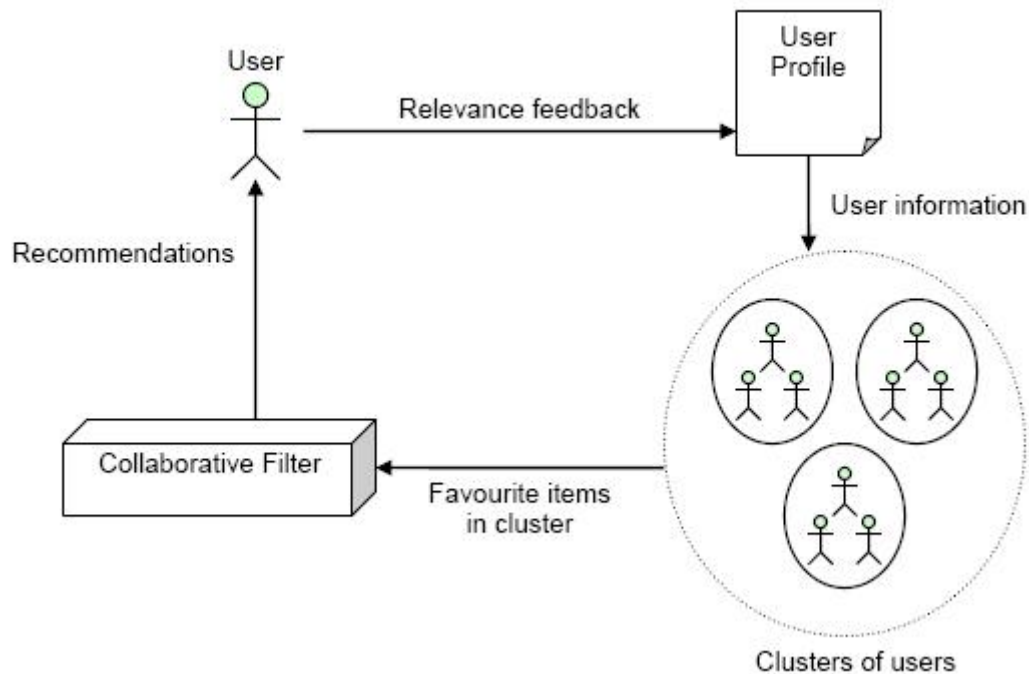 User
Profile
User
Relevance feedback
User information
Recommendations
Collaborative Filter
Favourite items
in cluster
Clusters of users